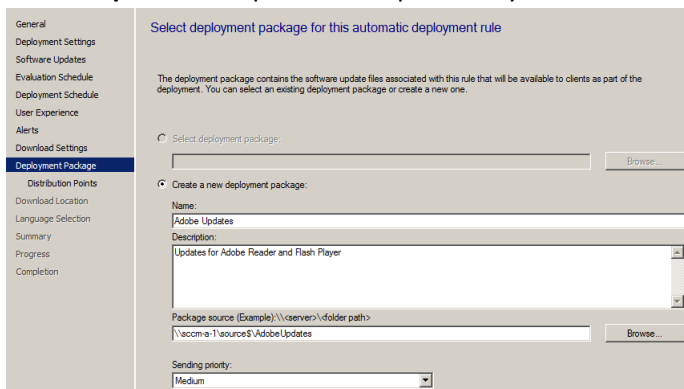 General
Deployment Settings
Software Updates
Evaluation Schedule
Deployment Schedule
User Experience
Alerts
Download Settings
Deployment Package
Distribution Points
Download Location
Language Selection
Summary
Progress
Completion
Select deployment package for this automatic deployment rule
The deployment package contains the software update files associated with this rule that will be available to clients as part of the
deployment. You can select an existing deployment package or create a new one.
Select deployment package:
Browse...
Create a new deployment package:
Name:
Adobe Updates
Description:
Updates for Adobe Reader and Flash Player
Package source (Example):\\<server>\<folder path>
\\sccm-a-1\source$\AdobeUpdates
Browse...
Sending priority:
Medium